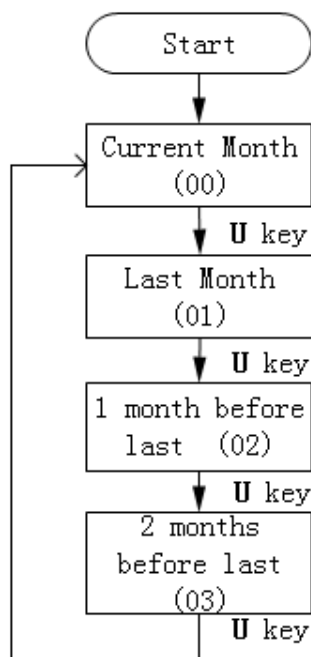 Start
Current Month
(00)
U key
Last Month
(01)
U key
1 month before
last (02)
U key
2 months
before last
(03)
U key